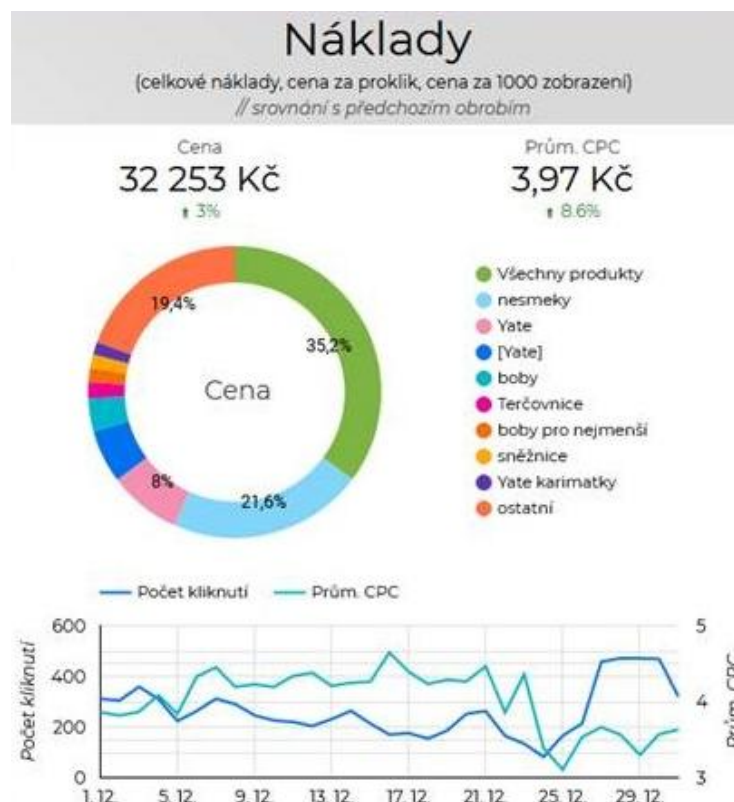 Náklady
(celkové náklady, cena za proklik, cena za 1000 zobrazení)
// srovnání s předchozím obrobím
Cena
32 253 Kč
3%
Prům. CPC
3,97 Kč
8.6%
19,4%
35,2%
Cena
8%
21,6%
Všechny produkty
nesmeky
Yate
[Yate]
boby
Terčovnice
boby pro nejmenší
sněžnice
Yate karimatky
ostatní
Počet kliknutí
Prům. CPC
Počet kliknutí
600
400
200
0
5
4
3
Prům. CPC
1. 12.
5. 12.
9. 12.
13. 12.
17. 12.
21. 12.
25. 12.
29. 12.